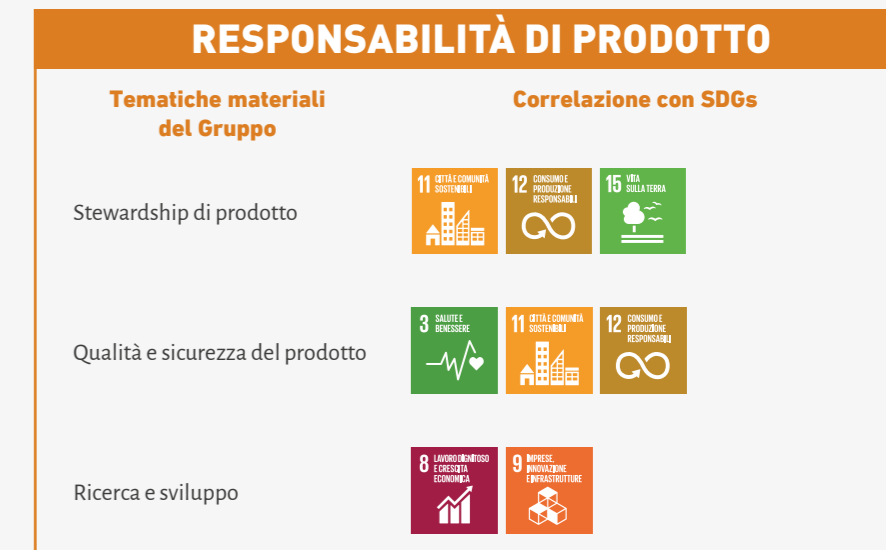 RESPONSABILITÀ DI PRODOTTO
Tematiche materiali
del Gruppo
Correlazione con SDGs
Stewardship di prodotto
11 CITTÀ E COMUNITÀ
SOSTENIBILI
12 CONSUMO E
PRODUZIONE
RESPONSABILI
15 VITA
SULLA TERRA
Qualità e sicurezza del prodotto
3 SALUTE E
BENESSERE
11 CITTÀ E COMUNITÀ
SOSTENIBILI
12 CONSUMO E
PRODUZIONE
RESPONSABILI
Ricerca e sviluppo
8 LAVORO DIGNITOSO
E CRESCITA
ECONOMICA
9 IMPRESE,
INNOVAZIONE
E INFRASTRUTTURE